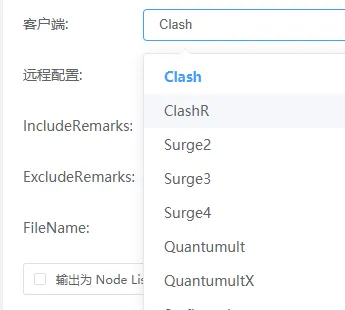 客户端:
Clash
远程配置:
Clash
ClashR
IncludeRemarks:
Surge2
ExcludeRemarks:
Surge3
Surge4
FileName:
Quantumult
QuantumultX
输出为 Node Lis